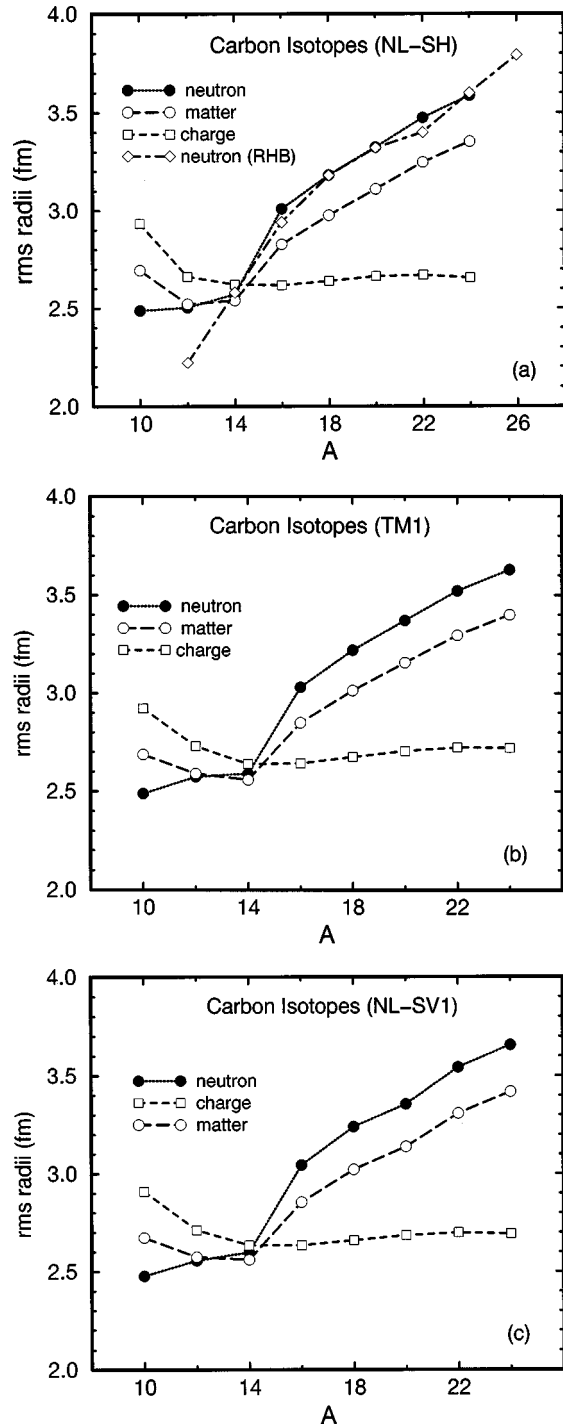 4.0
Carbon Isotopes (NL-SH)
neutron
matter
charge
neutron (RHB)
3.5
3.0
2.5
2.0
rms radii (fm)
(a)
10 14 18 22 26
A
4.0
Carbon Isotopes (TM1)
neutron
matter
charge
3.5
3.0
2.5
2.0
rms radii (fm)
(b)
10 14 18 22
A
4.0
Carbon Isotopes (NL-SV1)
neutron
charge
matter
3.5
3.0
2.5
2.0
rms radii (fm)
(c)
10 14 18 22
A